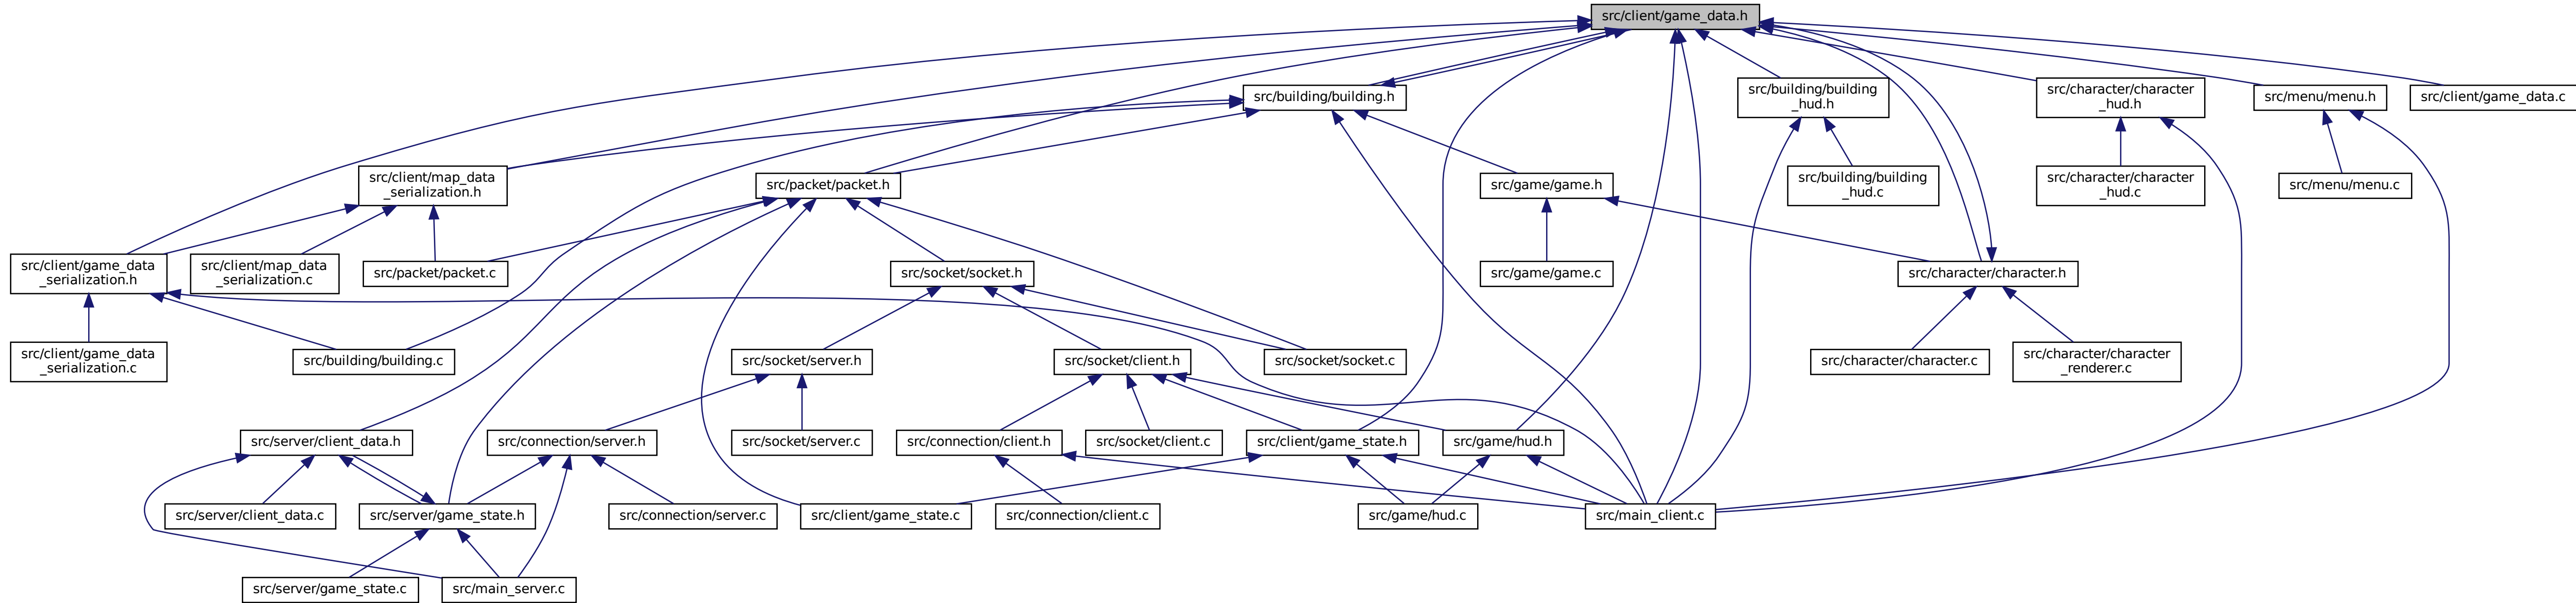 src/client/game_data.h
src/building/building.h
src/building/building
_hud.h
src/character/character
_hud.h
src/menu/menu.h
src/client/game_data.c
src/client/map_data
_serialization.h
src/packet/packet.h
src/game/game.h
src/building/building
_hud.c
src/character/character
_hud.c
src/menu/menu.c
src/client/game_data
_serialization.h
src/client/map_data
_serialization.c
src/packet/packet.c
src/socket/socket.h
src/game/game.c
src/character/character.h
src/client/game_data
_serialization.c
src/building/building.c
src/socket/server.h
src/socket/client.h
src/socket/socket.c
src/character/character.c
src/character/character
_renderer.c
src/server/client_data.h
src/connection/server.h
src/socket/server.c
src/connection/client.h
src/socket/client.c
src/client/game_state.h
src/game/hud.h
src/server/client_data.c
src/server/game_state.h
src/connection/server.c
src/client/game_state.c
src/connection/client.c
src/game/hud.c
src/main_client.c
src/server/game_state.c
src/main_server.c